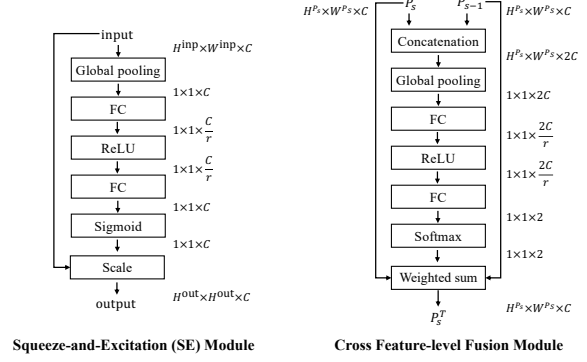 input
H^inp×W^inp×C
Global pooling
1×1×C
FC
1×1×C/r
ReLU
1×1×C/r
FC
1×1×C
Sigmoid
1×1×C
Scale
output
H^out×H^out×C
Squeeze-and-Excitation (SE) Module
H^Ps×W^Ps×C
P_s
P_s−1
H^Ps×W^Ps×C
Concatenation
H^Ps×W^Ps×2C
Global pooling
1×1×2C
FC
1×1×2C/r
ReLU
1×1×2C/r
FC
1×1×2
Softmax
1×1×2
Weighted sum
P_s^T
H^Ps×W^Ps×C
Cross Feature-level Fusion Module